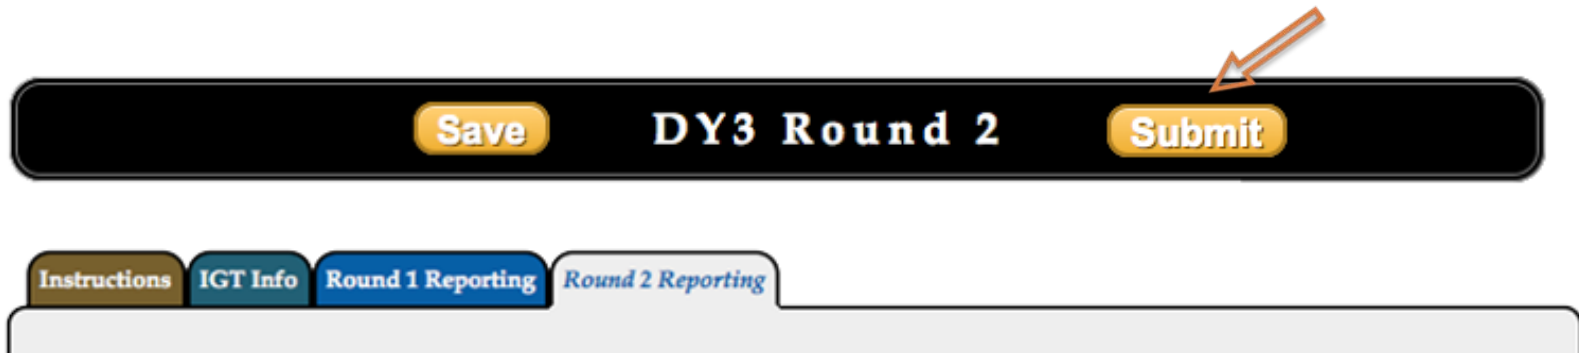 Save DY3 Round 2 Submit
Instructions IGT Info Round 1 Reporting Round 2 Reporting